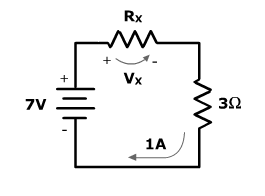 Rx
+ -
Vx
+
7V
-
3Ω
1A